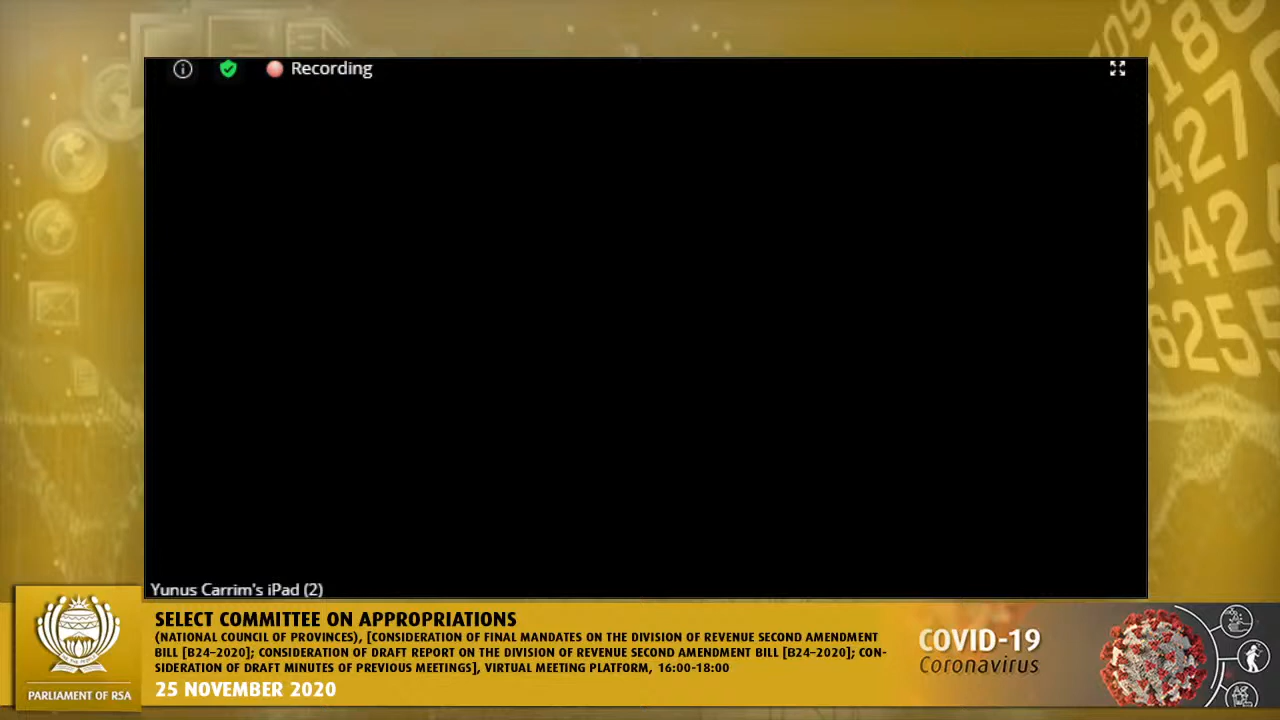 Recording
Yunus Carrim's iPad (2)
SELECT COMMITTEE ON APPROPRIATIONS
(NATIONAL COUNCIL OF PROVINCES), [CONSIDERATION OF FINAL MANDATES ON THE DIVISION OF REVENUE SECOND AMENDMENT
BILL [B24–2020]; CONSIDERATION OF DRAFT REPORT ON THE DIVISION OF REVENUE SECOND AMENDMENT BILL [B24–2020]; CON-
SIDERATION OF DRAFT MINUTES OF PREVIOUS MEETINGS], VIRTUAL MEETING PLATFORM, 16:00-18:00
25 NOVEMBER 2020
PARLIAMENT OF RSA
COVID-19
Coronavirus